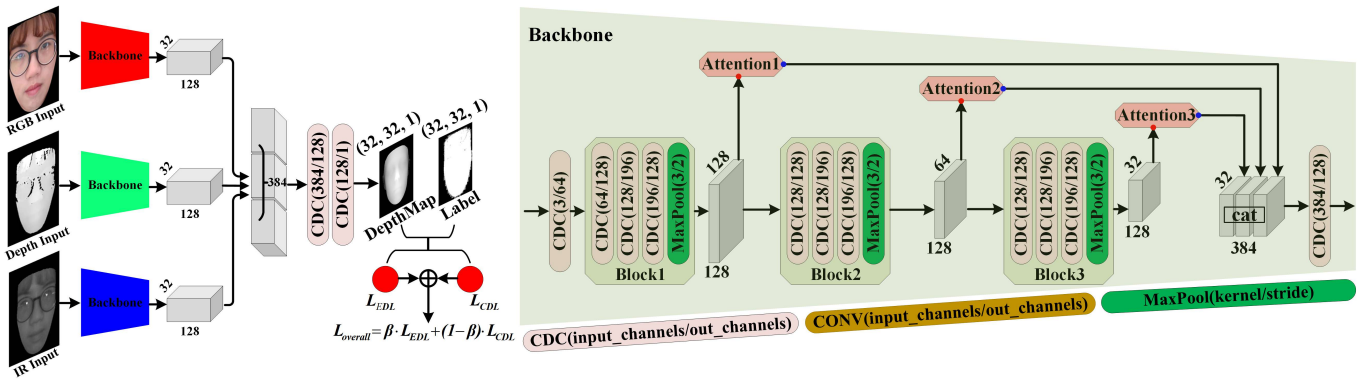 RGB Input
Backbone
32
128
Depth Input
Backbone
32
128
IR Input
Backbone
32
128
384
CDC(384/128)
CDC(128/1)
(32, 32, 1)
DepthMap
(32, 32, 1)
Label
L_EDL
L_CDL
L_overall = β · L_EDL+(1−β)· L_CDL
Backbone
CDC(3/64)
CDC(64/128)
CDC(128/196)
CDC(196/128)
MaxPool(3/2)
Block1
128
128
Attention1
CDC(128/128)
CDC(128/196)
CDC(196/128)
MaxPool(3/2)
Block2
64
128
Attention2
CDC(128/128)
CDC(128/196)
CDC(196/128)
MaxPool(3/2)
Block3
32
128
Attention3
32
cat
384
CDC(384/128)
CDC(input_channels/out_channels)
CONV(input_channels/out_channels)
MaxPool(kernel/stride)